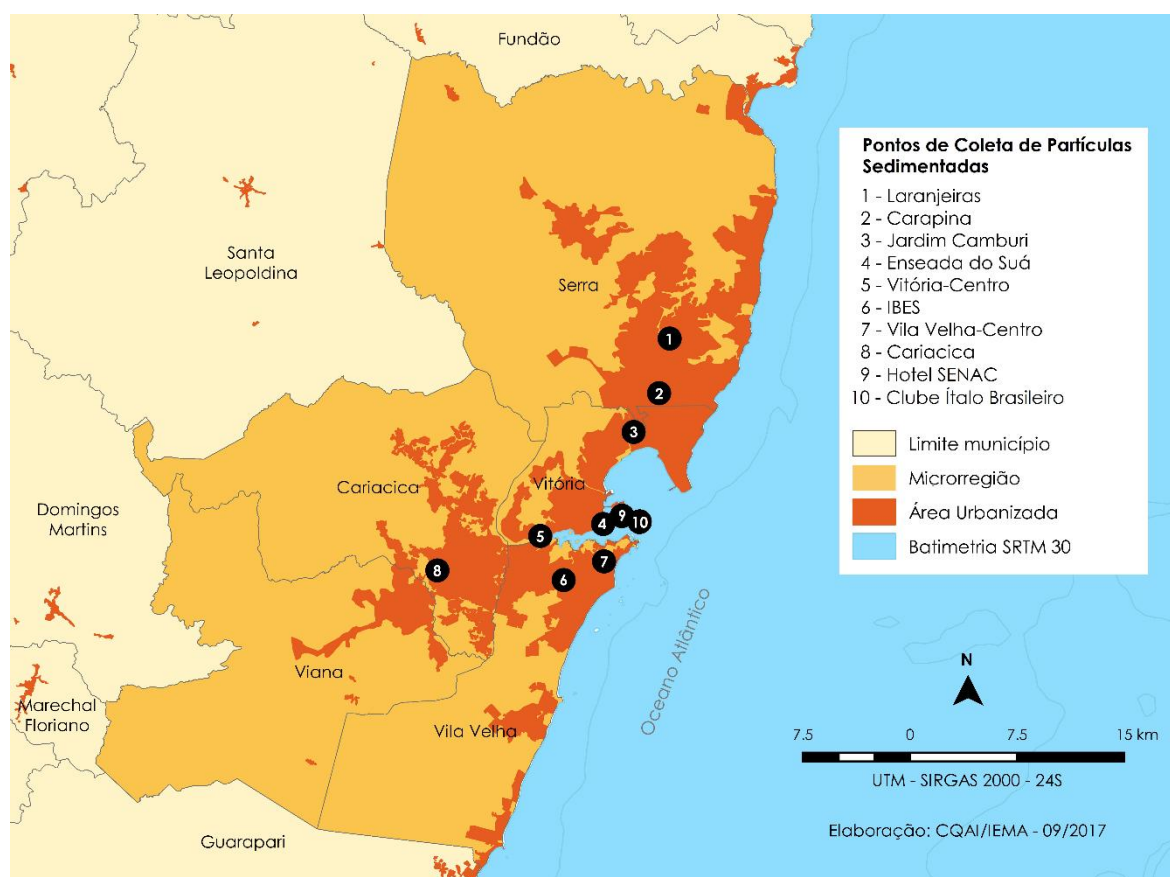 Fundão
Santa
Leopoldina
Serra
Cariacica
Vitória
Domingos
Martins
Viana
Marechal
Floriano
Vila Velha
Guarapari
Oceano Atlântico
1
2
3
4
9
10
5
7
6
8
Pontos de Coleta de Partículas
Sedimentadas
1 - Laranjeiras
2 - Carapina
3 - Jardim Camburi
4 - Enseada do Suá
5 - Vitória-Centro
6 - IBES
7 - Vila Velha-Centro
8 - Cariacica
9 - Hotel SENAC
10 - Clube Ítalo Brasileiro
Limite município
Microrregião
Área Urbanizada
Batimetria SRTM 30
N
7.5 0 7.5 15 km
UTM - SIRGAS 2000 - 24S
Elaboração: CQAI/IEMA - 09/2017